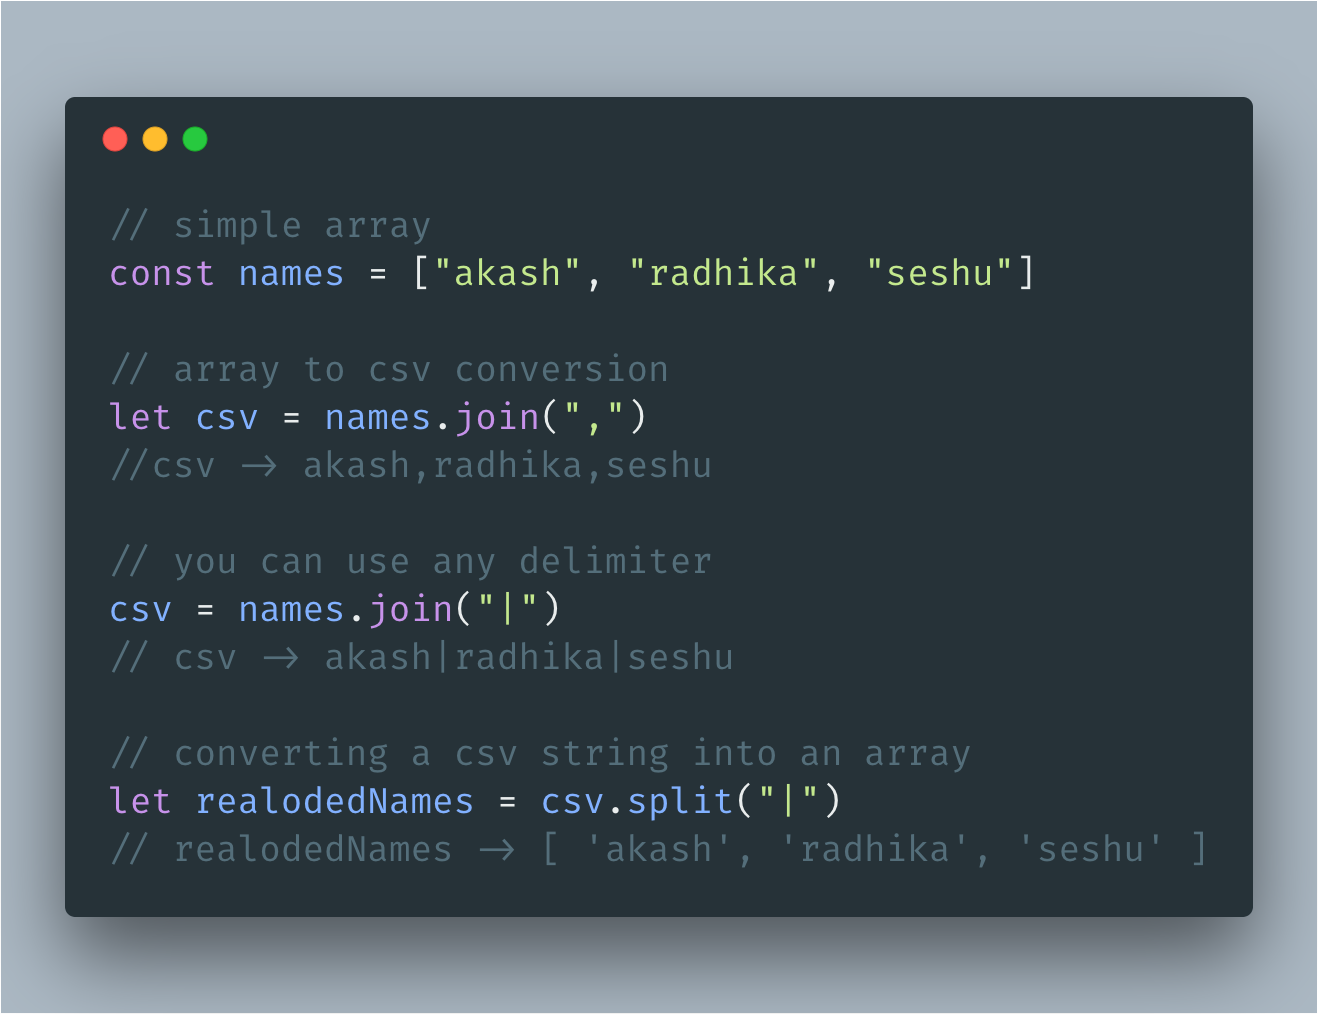 // simple array
const names = ["akash", "radhika", "seshu"]
// array to csv conversion
let csv = names.join(",")
//csv -> akash,radhika,seshu
// you can use any delimiter
csv = names.join("|")
// csv -> akash|radhika|seshu
// converting a csv string into an array
let realodedNames = csv.split("|")
// realodedNames -> [ 'akash', 'radhika', 'seshu' ]